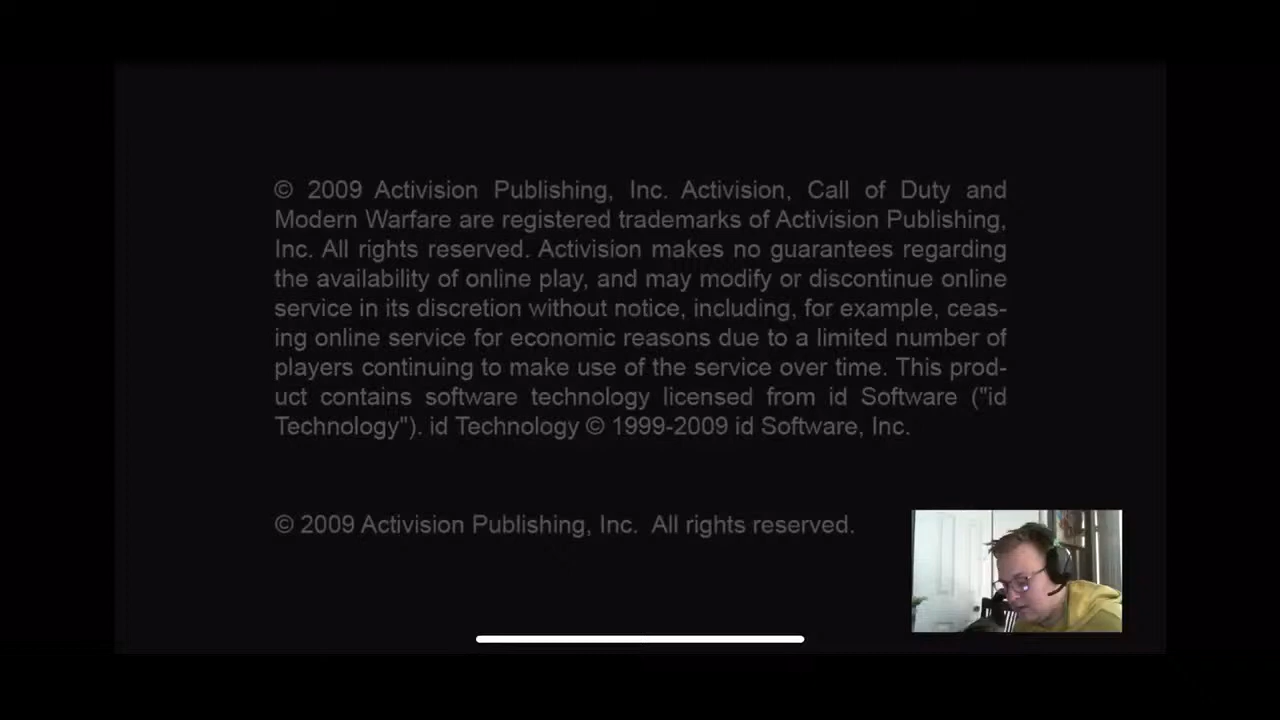 © 2009 Activision Publishing, Inc. Activision, Call of Duty and
Modern Warfare are registered trademarks of Activision Publishing,
Inc. All rights reserved. Activision makes no guarantees regarding
the availability of online play, and may modify or discontinue online
service in its discretion without notice, including, for example, ceas-
ing online service for economic reasons due to a limited number of
players continuing to make use of the service over time. This prod-
uct contains software technology licensed from id Software ("id
Technology"). id Technology © 1999-2009 id Software, Inc.
© 2009 Activision Publishing, Inc. All rights reserved.